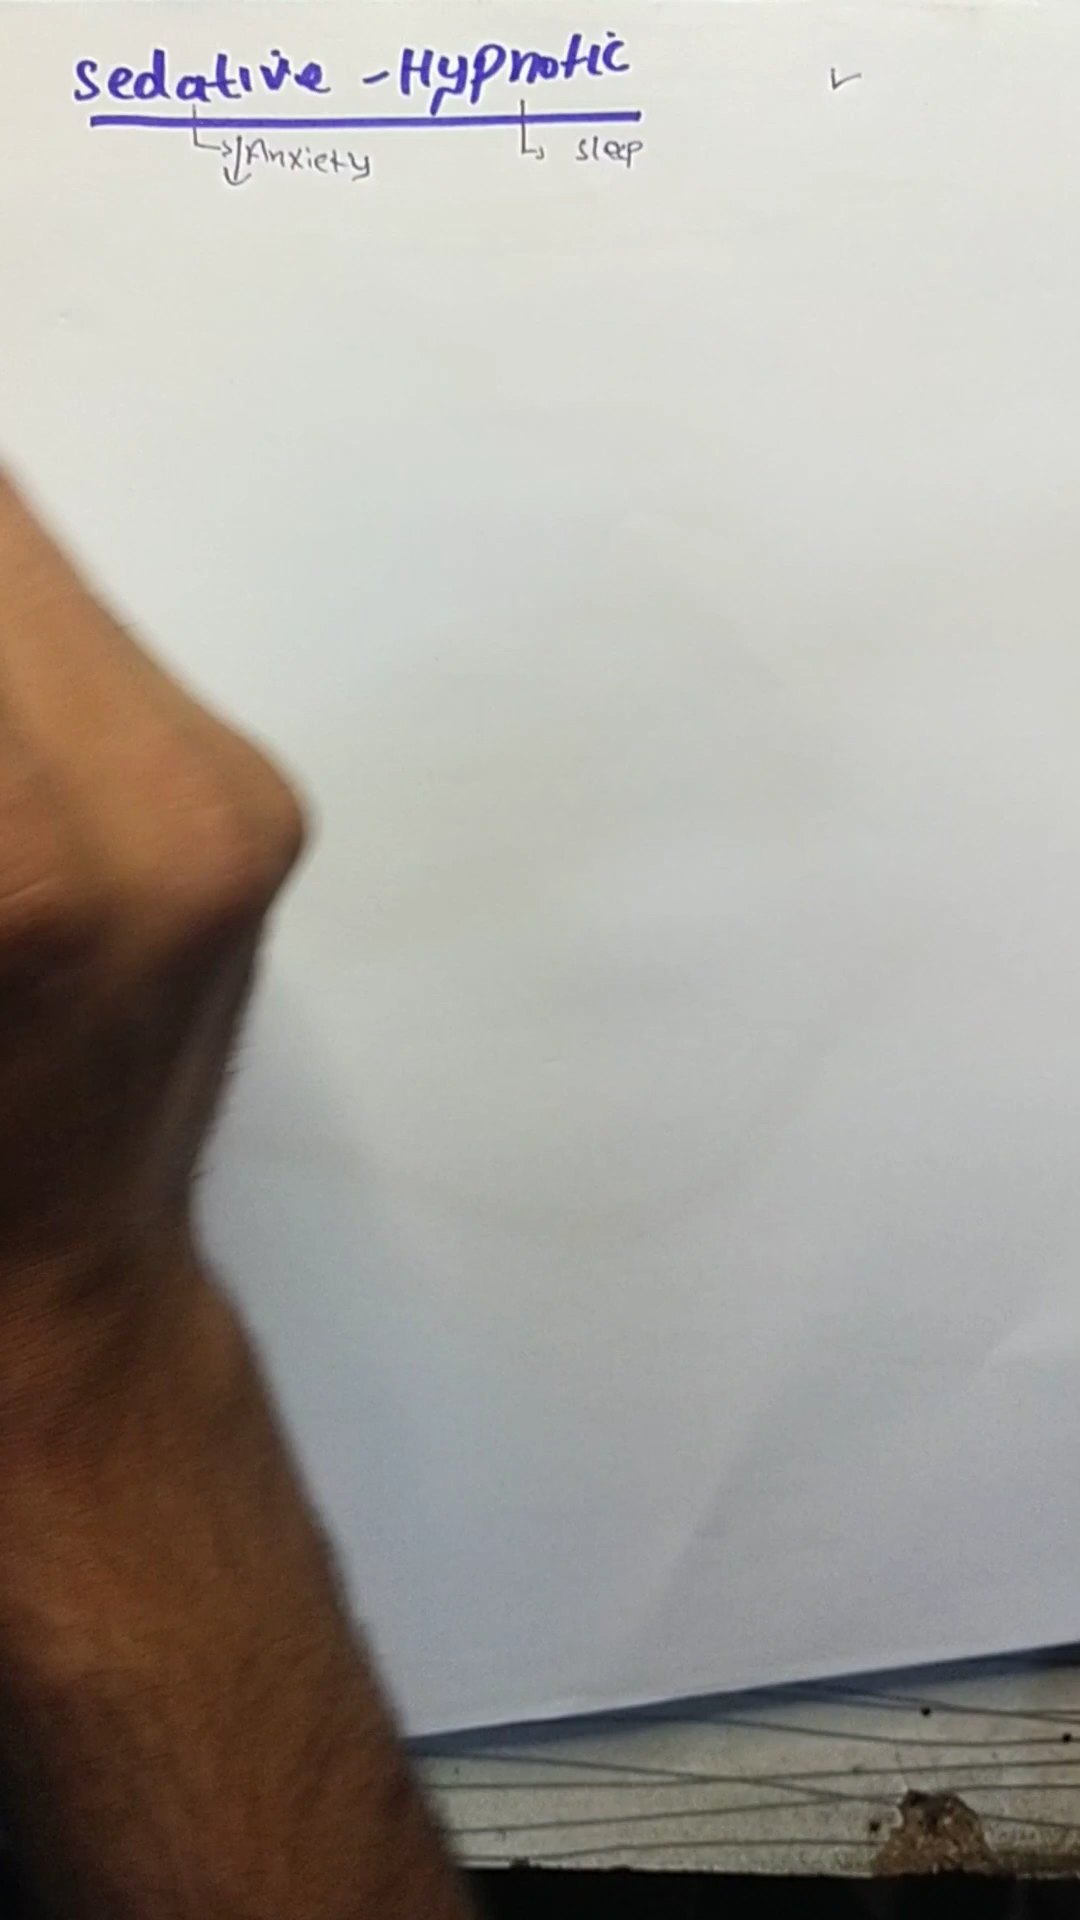 Sedative - Hypnotic ✓
↳ ↓ Anxiety ↳ sleep